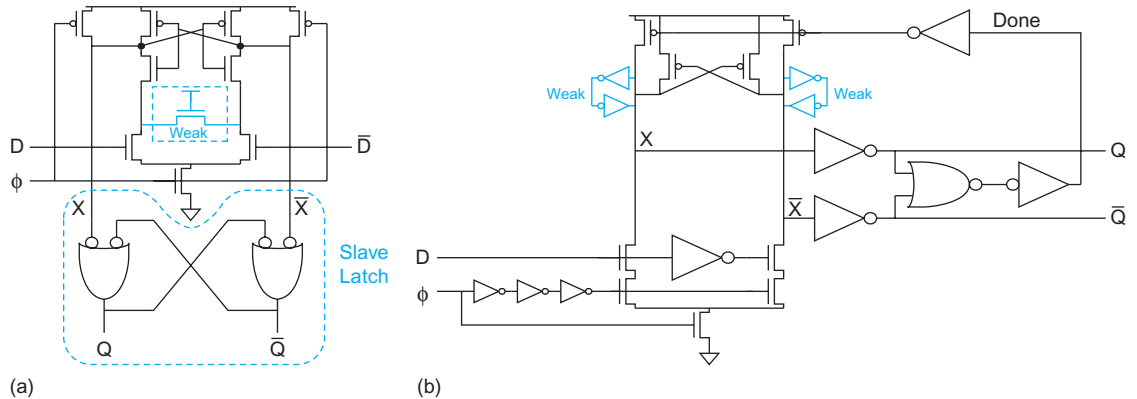 Weak
D
D̅
ϕ
X
X̅
Slave
Latch
Q
Q̅
(a)
Done
Weak
Weak
X
Q
X̅
Q̅
D
ϕ
(b)